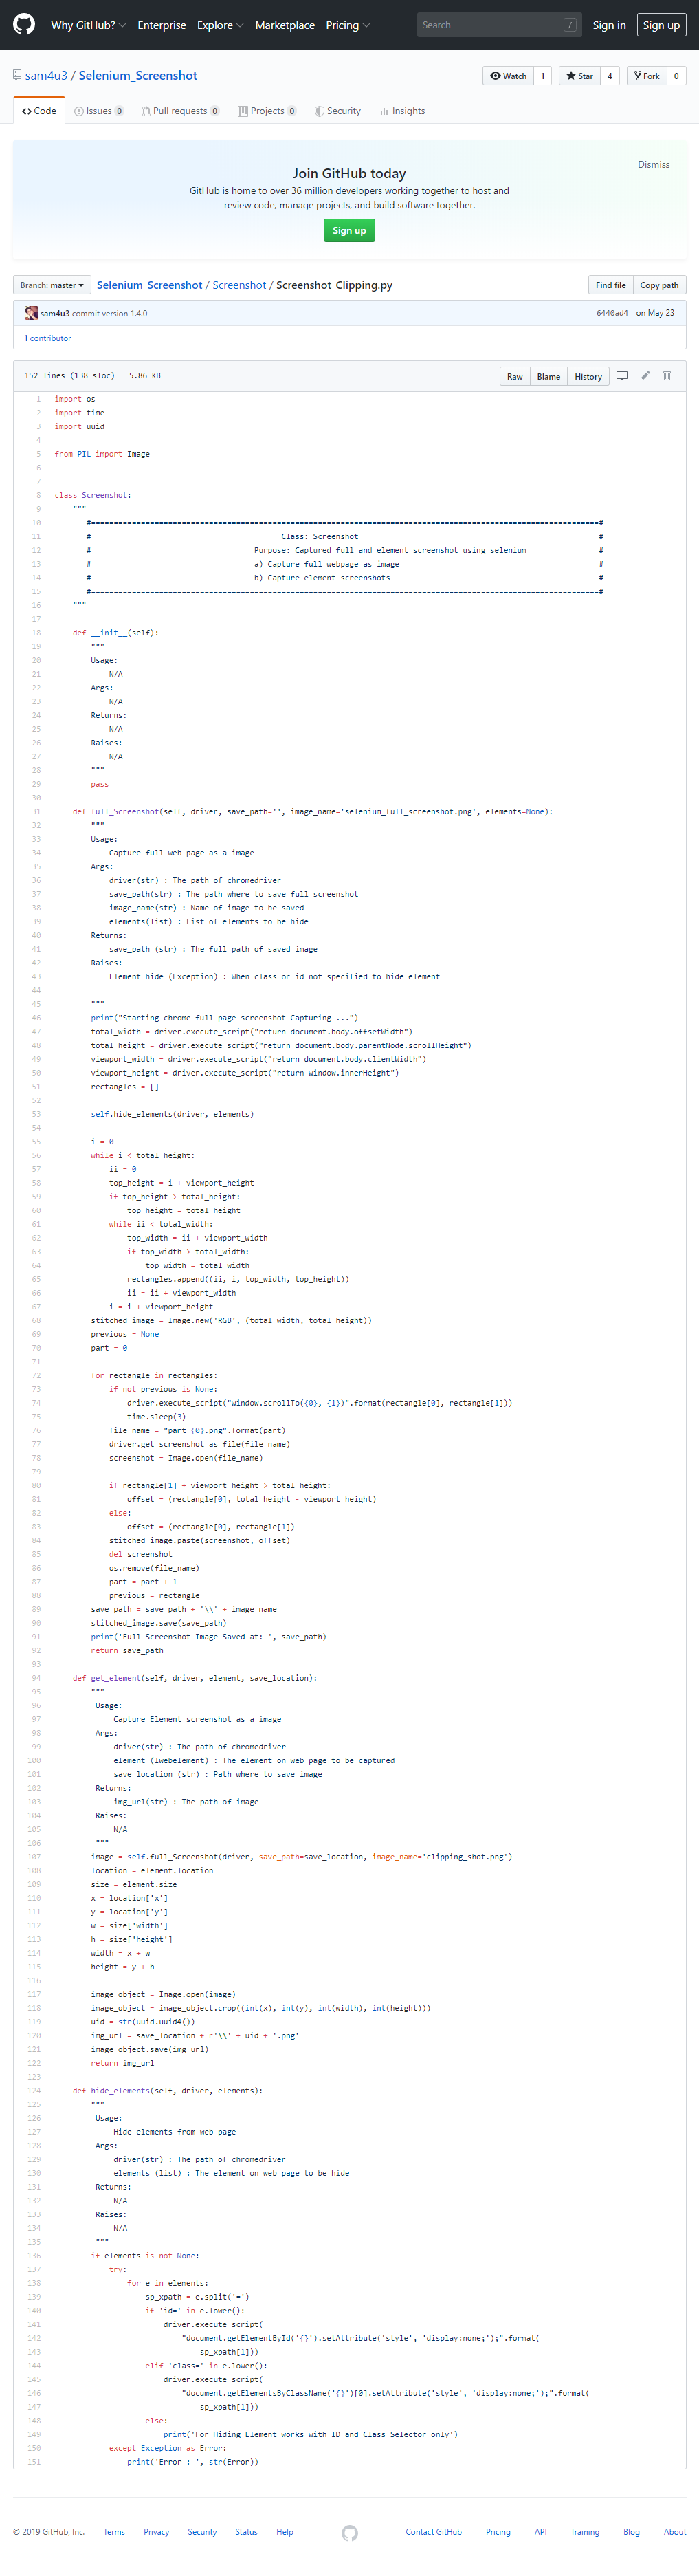 Why GitHub? Enterprise Explore Marketplace Pricing Search / Sign in Sign up
sam4u3 / Selenium_Screenshot Watch 1 Star 4 Fork 0
Code Issues 0 Pull requests 0 Projects 0 Security Insights
Dismiss
Join GitHub today
GitHub is home to over 36 million developers working together to host and
review code, manage projects, and build software together.
Sign up
Branch: master Selenium_Screenshot / Screenshot / Screenshot_Clipping.py Find file Copy path
sam4u3 commit version 1.4.0 6440ad4 on May 23
1 contributor
152 lines (138 sloc) 5.86 KB Raw Blame History
1 import os
2 import time
3 import uuid
4
5 from PIL import Image
6
7
8 class Screenshot:
9 """
10 #================================================================================================================#
11 # Class: Screenshot #
12 # Purpose: Captured full and element screenshot using selenium #
13 # a) Capture full webpage as image #
14 # b) Capture element screenshots #
15 #================================================================================================================#
16 """
17
18 def __init__(self):
19 """
20 Usage:
21 N/A
22 Args:
23 N/A
24 Returns:
25 N/A
26 Raises:
27 N/A
28 """
29 pass
30
31 def full_Screenshot(self, driver, save_path='', image_name='selenium_full_screenshot.png', elements=None):
32 """
33 Usage:
34 Capture full web page as a image
35 Args:
36 driver(str) : The path of chromedriver
37 save_path(str) : The path where to save full screenshot
38 image_name(str) : Name of image to be saved
39 elements(list) : List of elements to be hide
40 Returns:
41 save_path (str) : The full path of saved image
42 Raises:
43 Element hide (Exception) : When class or id not specified to hide element
44
45 """
46 print("Starting chrome full page screenshot Capturing ...")
47 total_width = driver.execute_script("return document.body.offsetWidth")
48 total_height = driver.execute_script("return document.body.parentNode.scrollHeight")
49 viewport_width = driver.execute_script("return document.body.clientWidth")
50 viewport_height = driver.execute_script("return window.innerHeight")
51 rectangles = []
52
53 self.hide_elements(driver, elements)
54
55 i = 0
56 while i < total_height:
57 ii = 0
58 top_height = i + viewport_height
59 if top_height > total_height:
60 top_height = total_height
61 while ii < total_width:
62 top_width = ii + viewport_width
63 if top_width > total_width:
64 top_width = total_width
65 rectangles.append((ii, i, top_width, top_height))
66 ii = ii + viewport_width
67 i = i + viewport_height
68 stitched_image = Image.new('RGB', (total_width, total_height))
69 previous = None
70 part = 0
71
72 for rectangle in rectangles:
73 if not previous is None:
74 driver.execute_script("window.scrollTo({0}, {1})".format(rectangle[0], rectangle[1]))
75 time.sleep(3)
76 file_name = "part_{0}.png".format(part)
77 driver.get_screenshot_as_file(file_name)
78 screenshot = Image.open(file_name)
79
80 if rectangle[1] + viewport_height > total_height:
81 offset = (rectangle[0], total_height - viewport_height)
82 else:
83 offset = (rectangle[0], rectangle[1])
84 stitched_image.paste(screenshot, offset)
85 del screenshot
86 os.remove(file_name)
87 part = part + 1
88 previous = rectangle
89 save_path = save_path + '\\' + image_name
90 stitched_image.save(save_path)
91 print('Full Screenshot Image Saved at: ', save_path)
92 return save_path
93
94 def get_element(self, driver, element, save_location):
95 """
96 Usage:
97 Capture Element screenshot as a image
98 Args:
99 driver(str) : The path of chromedriver
100 element (Iwebelement) : The element on web page to be captured
101 save_location (str) : Path where to save image
102 Returns:
103 img_url(str) : The path of image
104 Raises:
105 N/A
106 """
107 image = self.full_Screenshot(driver, save_path=save_location, image_name='clipping_shot.png')
108 location = element.location
109 size = element.size
110 x = location['x']
111 y = location['y']
112 w = size['width']
113 h = size['height']
114 width = x + w
115 height = y + h
116
117 image_object = Image.open(image)
118 image_object = image_object.crop((int(x), int(y), int(width), int(height)))
119 uid = str(uuid.uuid4())
120 img_url = save_location + r'\\' + uid + '.png'
121 image_object.save(img_url)
122 return img_url
123
124 def hide_elements(self, driver, elements):
125 """
126 Usage:
127 Hide elements from web page
128 Args:
129 driver(str) : The path of chromedriver
130 elements (list) : The element on web page to be hide
131 Returns:
132 N/A
133 Raises:
134 N/A
135 """
136 if elements is not None:
137 try:
138 for e in elements:
139 sp_xpath = e.split('=')
140 if 'id=' in e.lower():
141 driver.execute_script(
142 "document.getElementById('{}').setAttribute('style', 'display:none;');".format(
143 sp_xpath[1]))
144 elif 'class=' in e.lower():
145 driver.execute_script(
146 "document.getElementsByClassName('{}')[0].setAttribute('style', 'display:none;');".format(
147 sp_xpath[1]))
148 else:
149 print('For Hiding Element works with ID and Class Selector only')
150 except Exception as Error:
151 print('Error : ', str(Error))
© 2019 GitHub, Inc. Terms Privacy Security Status Help Contact GitHub Pricing API Training Blog About